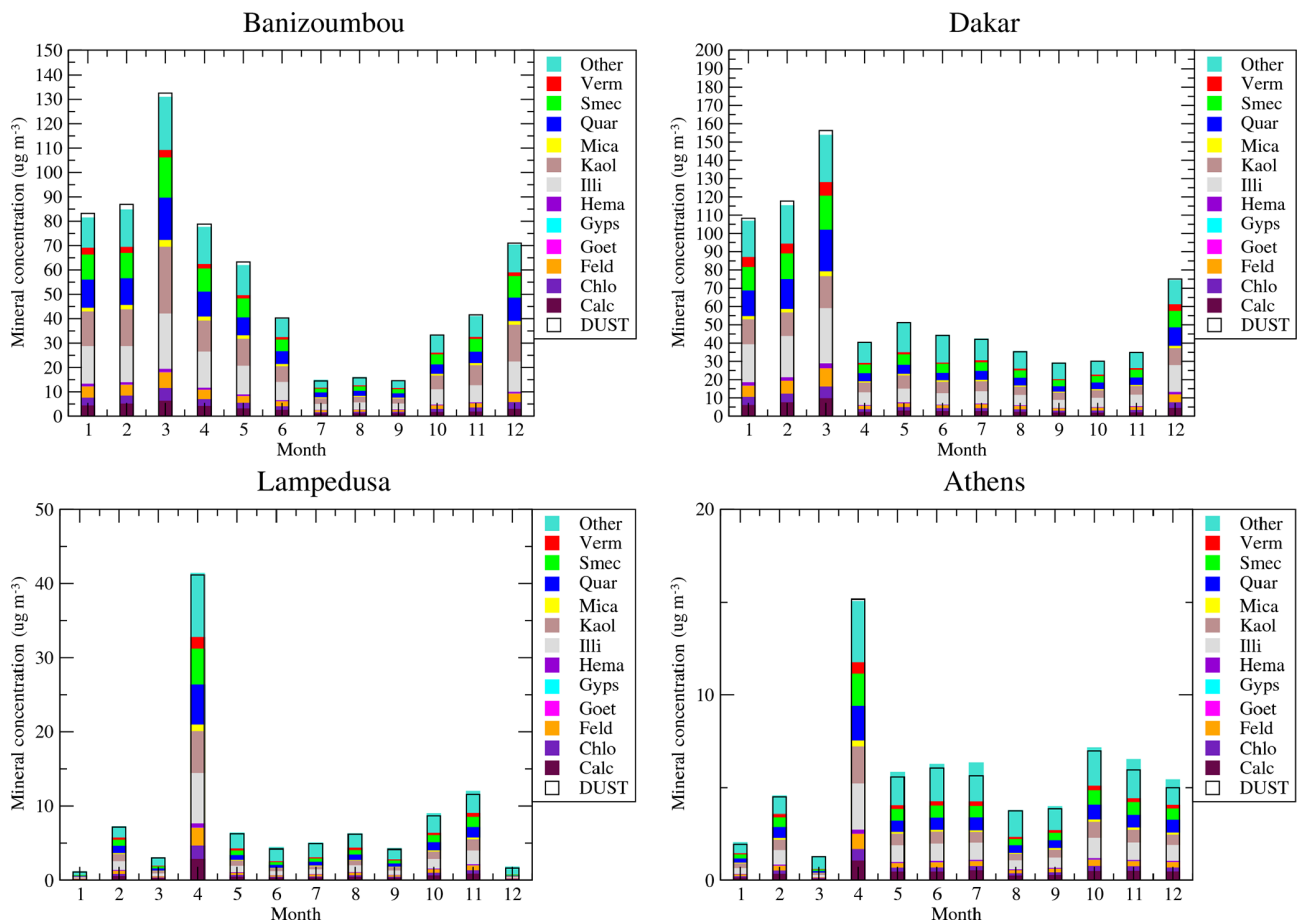 Banizoumbou
Mineral concentration (ug m-3)
150
140
130
120
110
100
90
80
70
60
50
40
30
20
10
0
1 2 3 4 5 6 7 8 9 10 11 12
Month
Other
Verm
Smec
Quar
Mica
Kaol
Illi
Hema
Gyps
Goet
Feld
Chlo
Calc
DUST
Dakar
Mineral concentration (ug m-3)
200
190
180
170
160
150
140
130
120
110
100
90
80
70
60
50
40
30
20
10
0
1 2 3 4 5 6 7 8 9 10 11 12
Month
Other
Verm
Smec
Quar
Mica
Kaol
Illi
Hema
Gyps
Goet
Feld
Chlo
Calc
DUST
Lampedusa
Mineral concentration (ug m-3)
50
40
30
20
10
0
1 2 3 4 5 6 7 8 9 10 11 12
Month
Other
Verm
Smec
Quar
Mica
Kaol
Illi
Hema
Gyps
Goet
Feld
Chlo
Calc
DUST
Athens
Mineral concentration (ug m-3)
20
10
0
1 2 3 4 5 6 7 8 9 10 11 12
Month
Other
Verm
Smec
Quar
Mica
Kaol
Illi
Hema
Gyps
Goet
Feld
Chlo
Calc
DUST